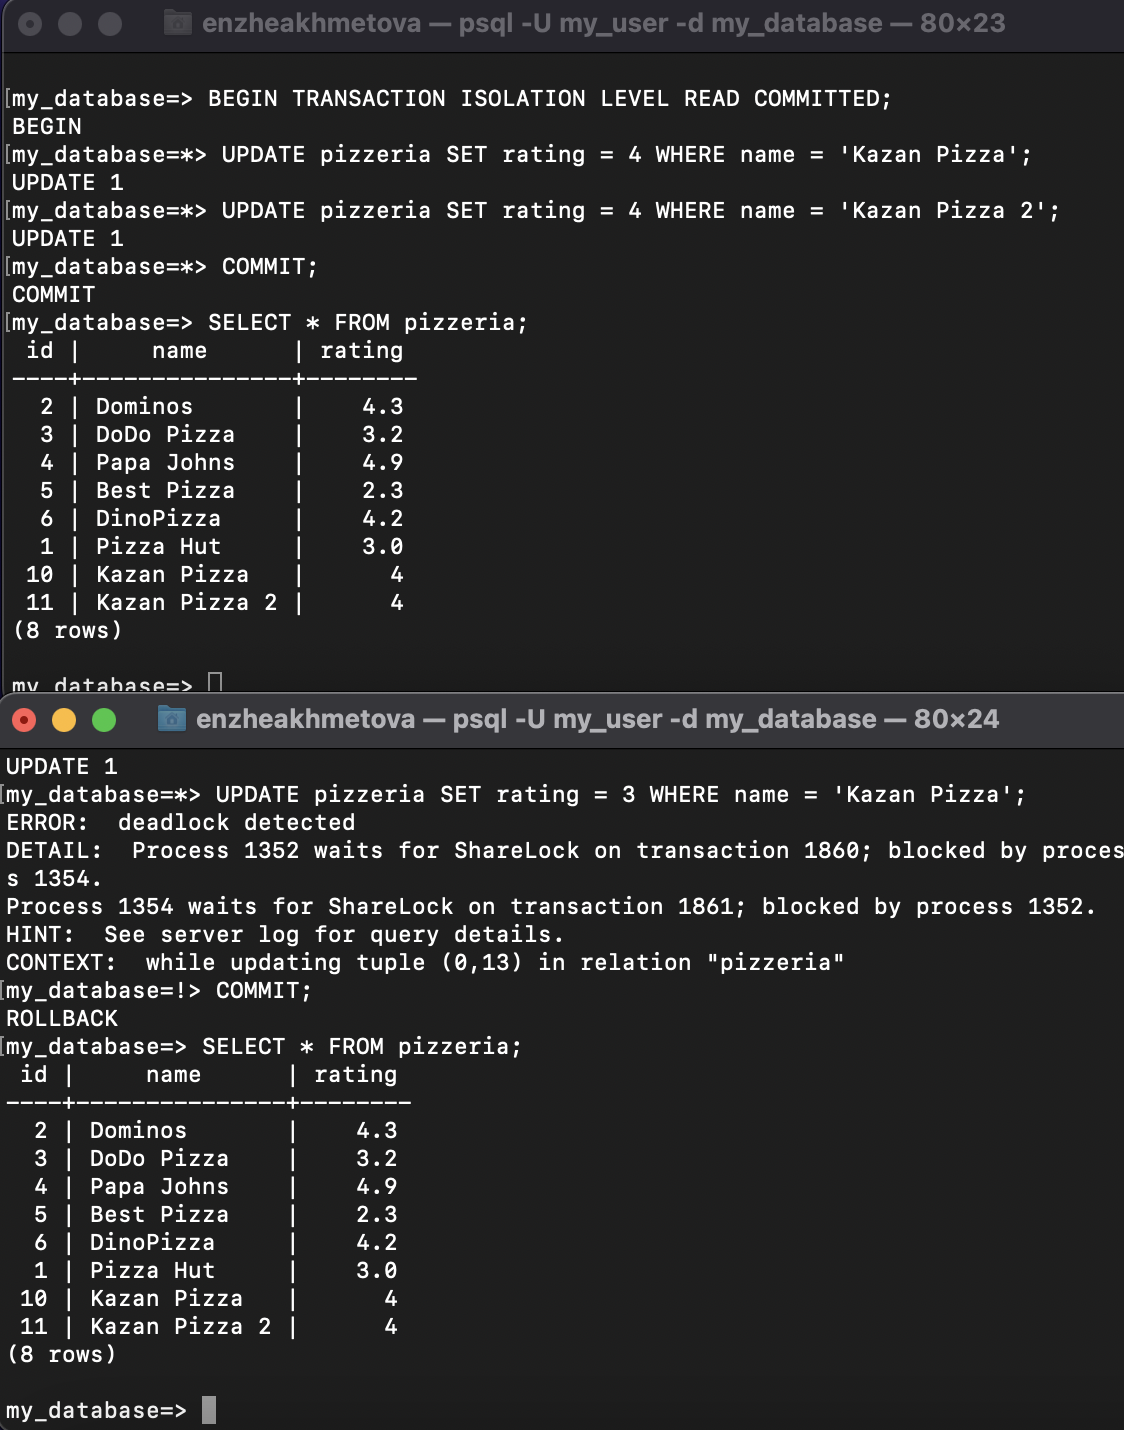 enzheakhmetova — psql -U my_user -d my_database — 80×23
[my_database=> BEGIN TRANSACTION ISOLATION LEVEL READ COMMITTED;
BEGIN
[my_database=*> UPDATE pizzeria SET rating = 4 WHERE name = 'Kazan Pizza';
UPDATE 1
[my_database=*> UPDATE pizzeria SET rating = 4 WHERE name = 'Kazan Pizza 2';
UPDATE 1
[my_database=*> COMMIT;
COMMIT
[my_database=> SELECT * FROM pizzeria;
 id |     name      | rating
----+---------------+--------
  2 | Dominos       |    4.3
  3 | DoDo Pizza    |    3.2
  4 | Papa Johns    |    4.9
  5 | Best Pizza    |    2.3
  6 | DinoPizza     |    4.2
  1 | Pizza Hut     |    3.0
 10 | Kazan Pizza   |      4
 11 | Kazan Pizza 2 |      4
(8 rows)
my_database=>
enzheakhmetova — psql -U my_user -d my_database — 80×24
UPDATE 1
[my_database=*> UPDATE pizzeria SET rating = 3 WHERE name = 'Kazan Pizza';
ERROR:  deadlock detected
DETAIL:  Process 1352 waits for ShareLock on transaction 1860; blocked by proces
s 1354.
Process 1354 waits for ShareLock on transaction 1861; blocked by process 1352.
HINT:  See server log for query details.
CONTEXT:  while updating tuple (0,13) in relation "pizzeria"
[my_database=!> COMMIT;
ROLLBACK
[my_database=> SELECT * FROM pizzeria;
 id |     name      | rating
----+---------------+--------
  2 | Dominos       |    4.3
  3 | DoDo Pizza    |    3.2
  4 | Papa Johns    |    4.9
  5 | Best Pizza    |    2.3
  6 | DinoPizza     |    4.2
  1 | Pizza Hut     |    3.0
 10 | Kazan Pizza   |      4
 11 | Kazan Pizza 2 |      4
(8 rows)
my_database=>